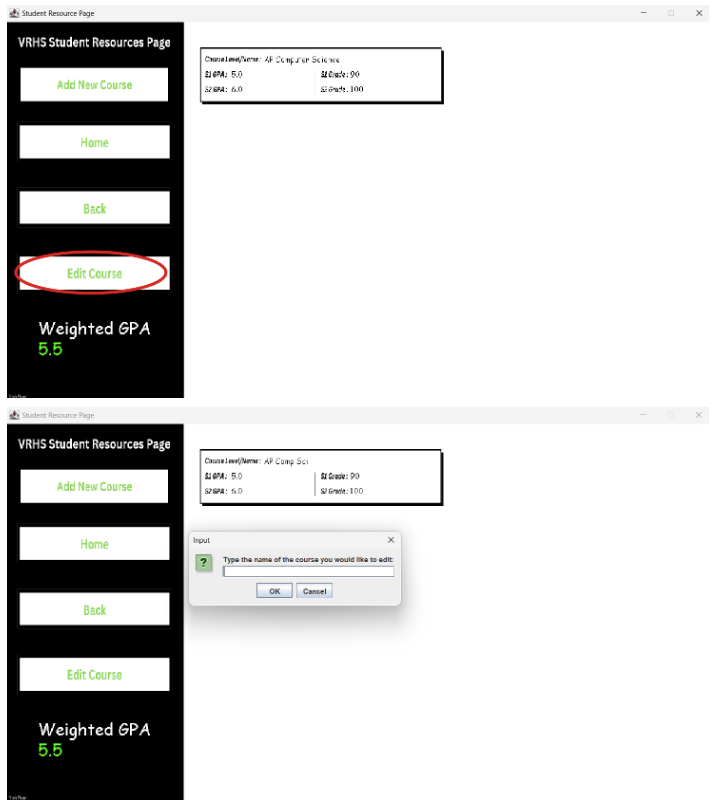 Student Resource Page
VRHS Student Resources Page
Add New Course
Home
Back
Edit Course
Weighted GPA
5.5
Course Level/Name: AP Computer Science
S1 GPA: 5.0 S1 Grade: 90
S2 GPA: 6.0 S2 Grade: 100
Student Resource Page
VRHS Student Resources Page
Add New Course
Home
Back
Edit Course
Weighted GPA
5.5
Course Level/Name: AP Comp Sci
S1 GPA: 5.0 S1 Grade: 90
S2 GPA: 6.0 S2 Grade: 100
Input
Type the name of the course you would like to edit:
OK Cancel